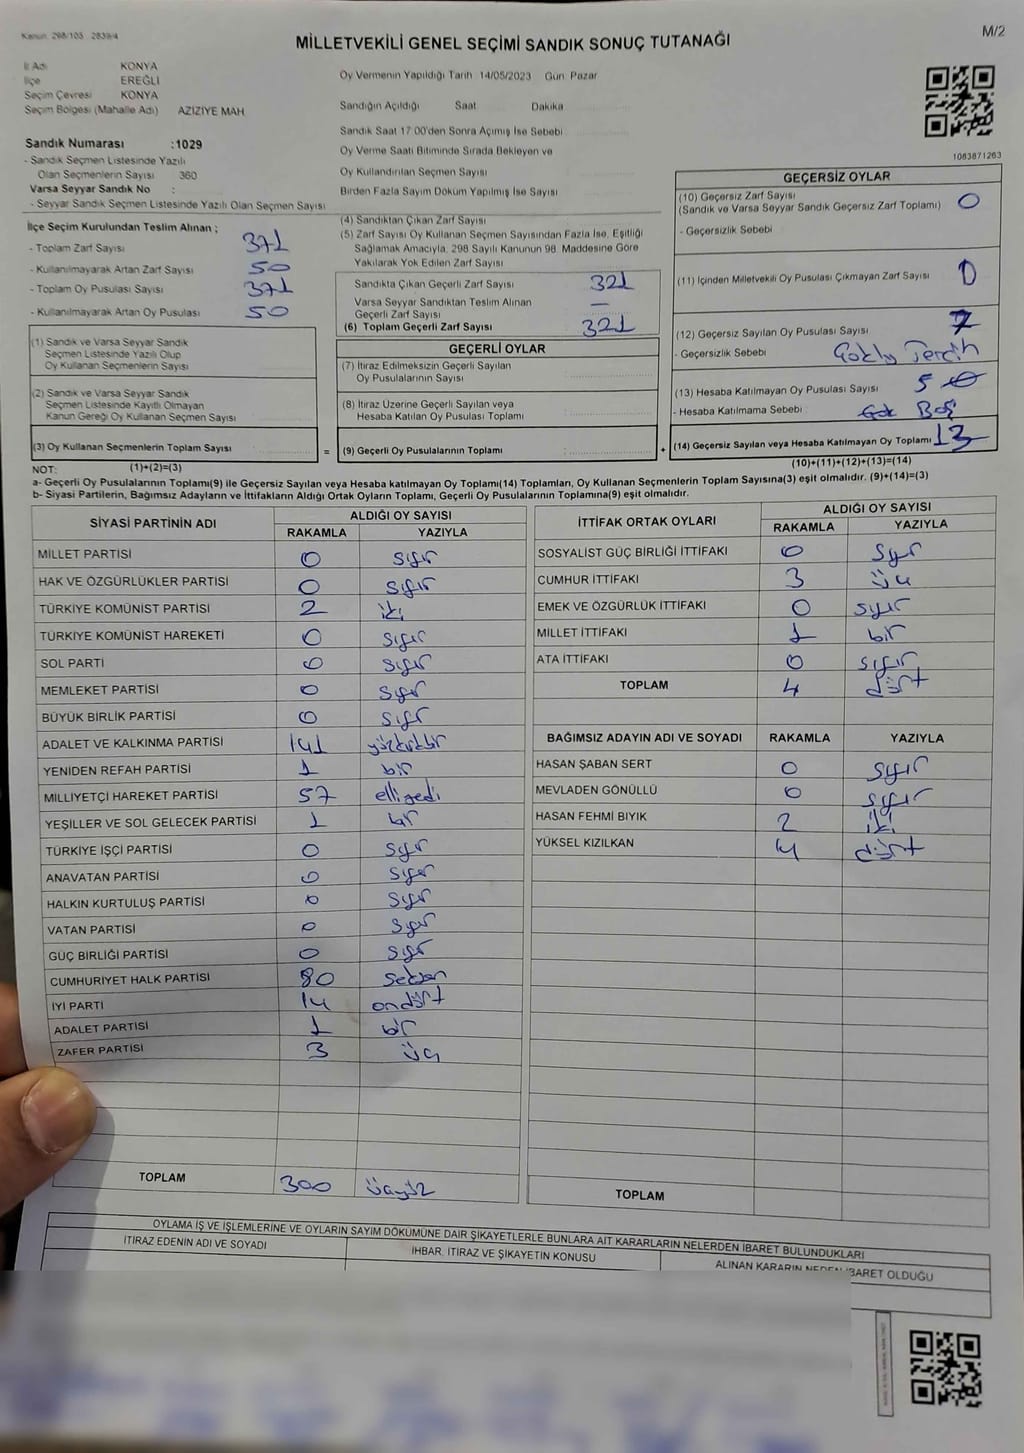 Kanun: 298/105 2839/4
MİLLETVEKİLİ GENEL SEÇİMİ SANDIK SONUÇ TUTANAĞI
M/2
İl Adı KONYA
İlçe EREĞLİ
Seçim Çevresi KONYA
Seçim Bölgesi (Mahalle Adı) AZİZİYE MAH
Oy Vermenin Yapıldığı Tarih 14/05/2023 Gün Pazar
Sandığın Açıldığı Saat Dakika
Sandık Saat 17:00'den Sonra Açımış İse Sebebi
Oy Verme Saati Bitiminde Sırada Bekleyen ve
Oy Kullandırılan Seçmen Sayısı
Birden Fazla Sayım Döküm Yapılmış İse Sayısı
1083871263
Sandık Numarası :1029
- Sandık Seçmen Listesinde Yazılı
Olan Seçmenlerin Sayısı 360
Varsa Seyyar Sandık No :
- Seyyar Sandık Seçmen Listesinde Yazılı Olan Seçmen Sayısı
İlçe Seçim Kurulundan Teslim Alınan ;
- Toplam Zarf Sayısı 371
- Kullanılmayarak Artan Zarf Sayısı 50
- Toplam Oy Pusulası Sayısı 371
- Kullanılmayarak Artan Oy Pusulası 50
(4) Sandıktan Çıkan Zarf Sayısı
(5) Zarf Sayısı Oy Kullanan Seçmen Sayısından Fazla İse, Eşitliği
Sağlamak Amacıyla, 298 Sayılı Kanunun 98. Maddesine Göre
Yakılarak Yok Edilen Zarf Sayısı
Sandıkta Çıkan Geçerli Zarf Sayısı 321
Varsa Seyyar Sandıktan Teslim Alınan
Geçerli Zarf Sayısı —
(6) Toplam Geçerli Zarf Sayısı 321
GEÇERSİZ OYLAR
(10) Geçersiz Zarf Sayısı
(Sandık ve Varsa Seyyar Sandık Geçersiz Zarf Toplamı) 0
- Geçersizlik Sebebi
(11) İçinden Milletvekili Oy Pusulası Çıkmayan Zarf Sayısı
(12) Geçersiz Sayılan Oy Pusulası Sayısı 7
- Geçersizlik Sebebi Çoklu Tercih
(13) Hesaba Katılmayan Oy Pusulası Sayısı 5
- Hesaba Katılmama Sebebi Boş
(14) Geçersiz Sayılan veya Hesaba Katılmayan Oy Toplamı 13
(10)+(11)+(12)+(13)=(14)
(1) Sandık ve Varsa Seyyar Sandık
Seçmen Listesinde Yazılı Olup
Oy Kullanan Seçmenlerin Sayısı
(2) Sandık ve Varsa Seyyar Sandık
Seçmen Listesinde Kayıtlı Olmayan
Kanun Gereği Oy Kullanan Seçmen Sayısı
(3) Oy Kullanan Seçmenlerin Toplam Sayısı
=
GEÇERLİ OYLAR
(7) İtiraz Edilmeksizin Geçerli Sayılan
Oy Pusulalarının Sayısı
(8) İtiraz Üzerine Geçerli Sayılan veya
Hesaba Katılan Oy Pusulası Toplamı
(9) Geçerli Oy Pusulalarının Toplamı :
+
NOT: (1)+(2)=(3)
a- Geçerli Oy Pusulalarının Toplamı(9) ile Geçersiz Sayılan veya Hesaba katılmayan Oy Toplamı(14) Toplamları, Oy Kullanan Seçmenlerin Toplam Sayısına(3) eşit olmalıdır. (9)+(14)=(3)
b- Siyasi Partilerin, Bağımsız Adayların ve İttifakların Aldığı Ortak Oyların Toplamı, Geçerli Oy Pusulalarının Toplamına(9) eşit olmalıdır.
SİYASİ PARTİNİN ADI ALDIĞI OY SAYISI
RAKAMLA YAZIYLA
MİLLET PARTİSİ 0 sıfır
HAK VE ÖZGÜRLÜKLER PARTİSİ 0 sıfır
TÜRKİYE KOMÜNİST PARTİSİ 2 iki
TÜRKİYE KOMÜNİST HAREKETİ 0 sıfır
SOL PARTİ 0 sıfır
MEMLEKET PARTİSİ 0 sıfır
BÜYÜK BİRLİK PARTİSİ 0 sıfır
ADALET VE KALKINMA PARTİSİ 141 yüzkırkbir
YENİDEN REFAH PARTİSİ 1 bir
MİLLİYETÇİ HAREKET PARTİSİ 57 elliyedi
YEŞİLLER VE SOL GELECEK PARTİSİ 1 bir
TÜRKİYE İŞÇİ PARTİSİ 0 sıfır
ANAVATAN PARTİSİ 0 sıfır
HALKIN KURTULUŞ PARTİSİ 0 sıfır
VATAN PARTİSİ 0 sıfır
GÜÇ BİRLİĞİ PARTİSİ 0 sıfır
CUMHURİYET HALK PARTİSİ 80 seksen
İYİ PARTİ 14 ondört
ADALET PARTİSİ 1 bir
ZAFER PARTİSİ 3 üç
TOPLAM 300 üçyüz
İTTİFAK ORTAK OYLARI ALDIĞI OY SAYISI
RAKAMLA YAZIYLA
SOSYALİST GÜÇ BİRLİĞİ İTTİFAKI 0 sıfır
CUMHUR İTTİFAKI 3 üç
EMEK VE ÖZGÜRLÜK İTTİFAKI 0 sıfır
MİLLET İTTİFAKI 1 bir
ATA İTTİFAKI 0 sıfır
TOPLAM 4 dört
BAĞIMSIZ ADAYIN ADI VE SOYADI RAKAMLA YAZIYLA
HASAN ŞABAN SERT 0 sıfır
MEVLADEN GÖNÜLLÜ 0 sıfır
HASAN FEHMİ BIYIK 2 iki
YÜKSEL KIZILKAN 4 dört
TOPLAM
OYLAMA İŞ VE İŞLEMLERİNE VE OYLARIN SAYIM DÖKÜMÜNE DAİR ŞİKAYETLERLE BUNLARA AİT KARARLARIN NELERDEN İBARET BULUNDUKLARI
İTİRAZ EDENİN ADI VE SOYADI
İHBAR, İTİRAZ VE ŞİKAYETİN KONUSU
ALINAN KARARIN NEDEN İBARET OLDUĞU